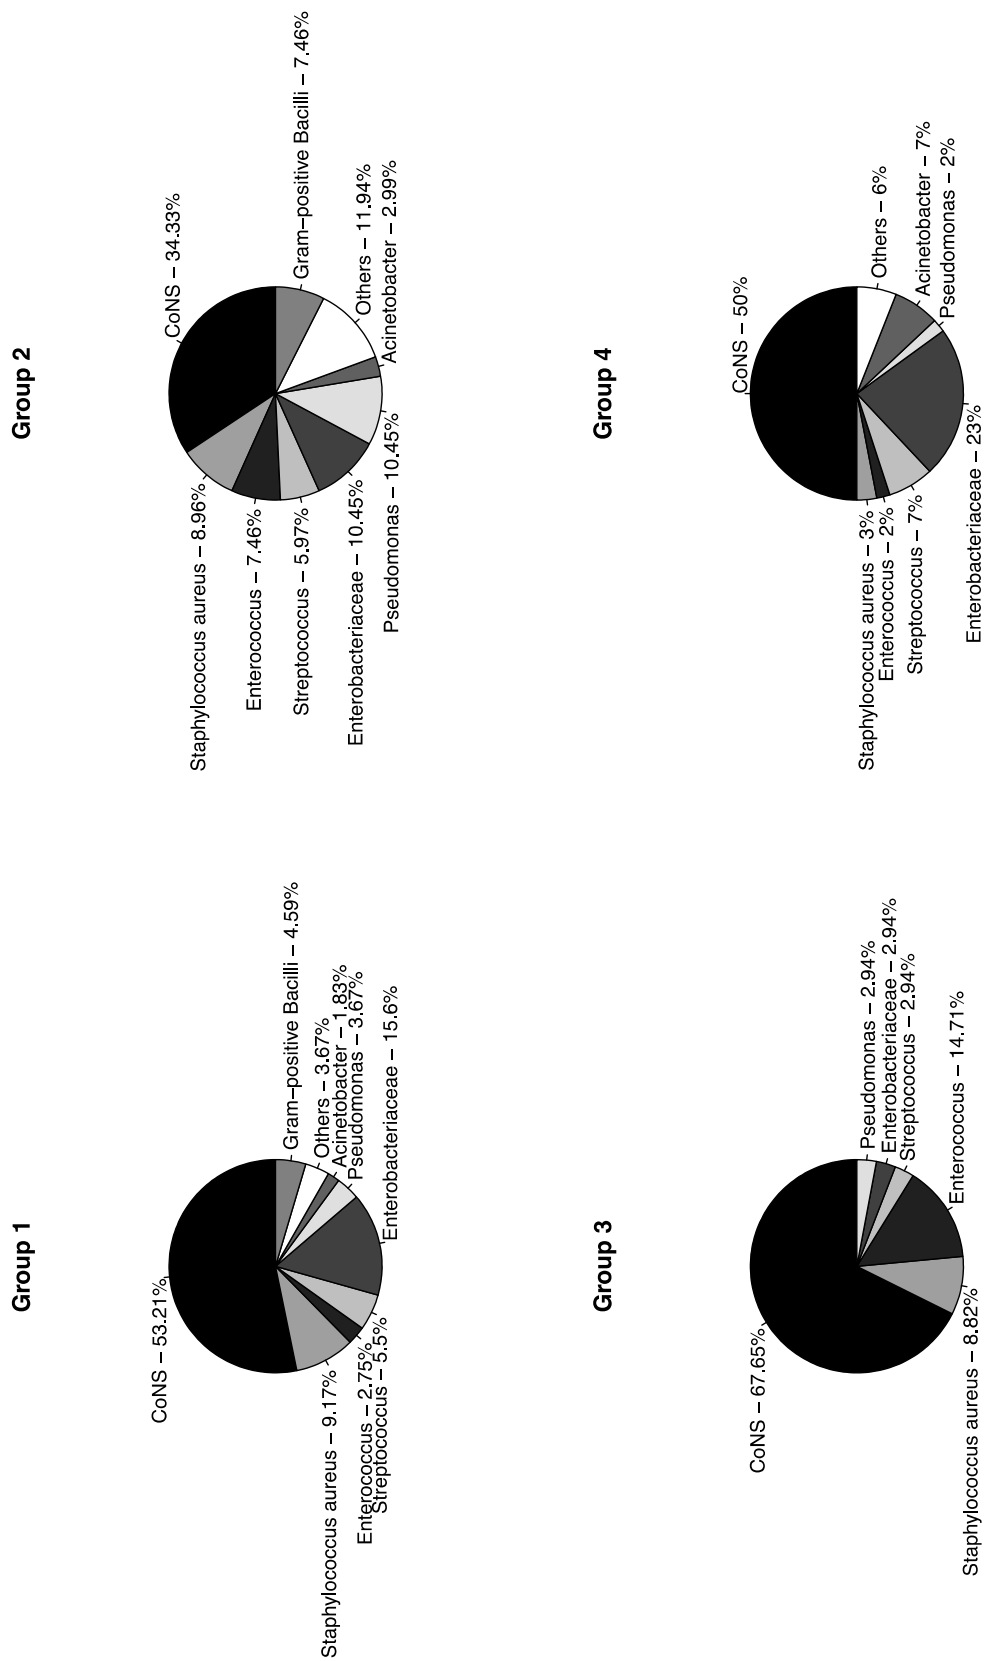 Group 1
CoNS – 53.21%
Staphylococcus aureus – 9.17%
Enterococcus – 2.75%
Streptococcus – 5.5%
Enterobacteriaceae – 15.6%
Pseudomonas – 3.67%
Acinetobacter – 1.83%
Others – 3.67%
Gram–positive Bacilli – 4.59%
Group 2
CoNS – 34.33%
Staphylococcus aureus – 8.96%
Enterococcus – 7.46%
Streptococcus – 5.97%
Enterobacteriaceae – 10.45%
Pseudomonas – 10.45%
Acinetobacter – 2.99%
Others – 11.94%
Gram–positive Bacilli – 7.46%
Group 3
CoNS – 67.65%
Staphylococcus aureus – 8.82%
Enterococcus – 14.71%
Streptococcus – 2.94%
Enterobacteriaceae – 2.94%
Pseudomonas – 2.94%
Group 4
CoNS – 50%
Staphylococcus aureus – 3%
Enterococcus – 2%
Streptococcus – 7%
Enterobacteriaceae – 23%
Pseudomonas – 2%
Acinetobacter – 7%
Others – 6%